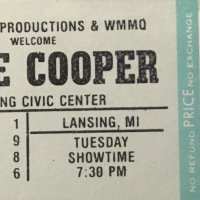 PRODUCTIONS & WMMQ
WELCOME
E COOPER
NG CIVIC CENTER
1 LANSING, MI
9 TUESDAY
8 SHOWTIME
6 7:30 PM
NO REFUND PRICE NO EXCHANGE